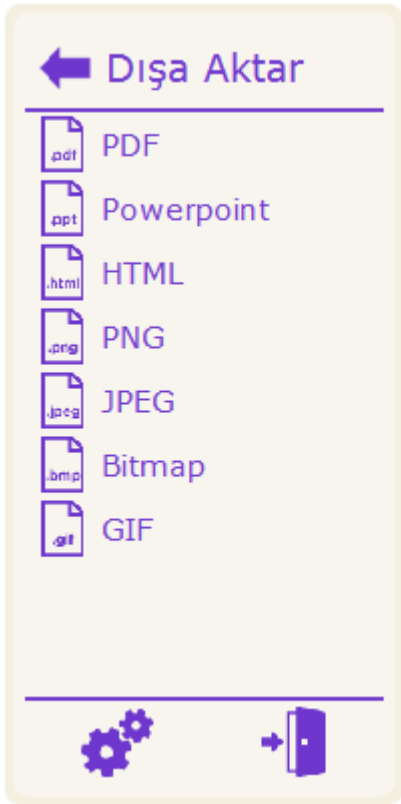 Dışa Aktar
.pdf PDF
.ppt Powerpoint
.html HTML
.png PNG
.jpeg JPEG
.bmp Bitmap
.gif GIF